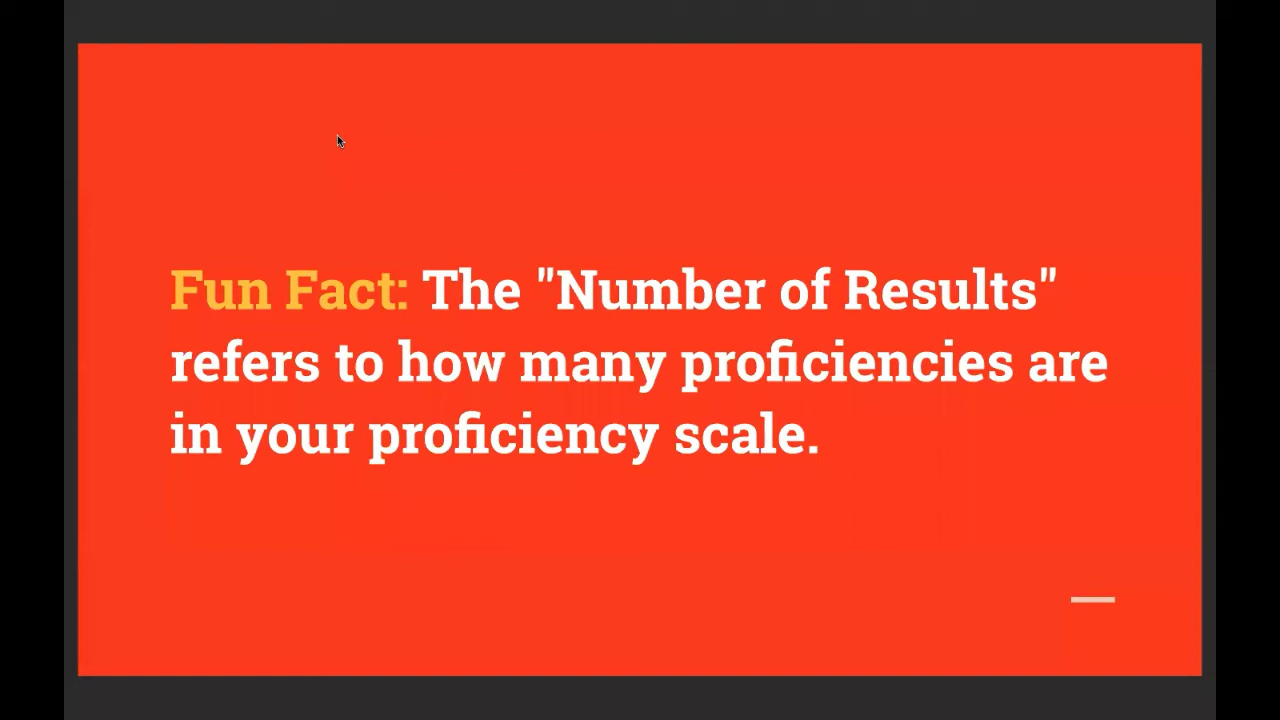 Fun Fact: The "Number of Results"
refers to how many proficiencies are
in your proficiency scale.